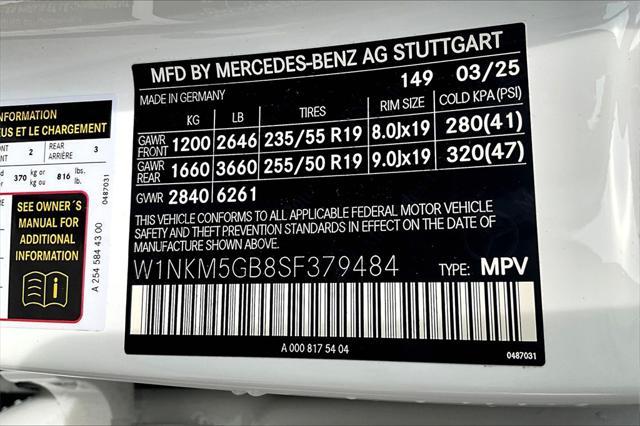 MFD BY MERCEDES-BENZ AG STUTTGART
149 03/25
MADE IN GERMANY
KG LB TIRES RIM SIZE COLD KPA(PSI)
GAWR FRONT 1200 2646 235/55 R19 8.0Jx19 280(41)
GAWR REAR 1660 3660 255/50 R19 9.0Jx19 320(47)
GVWR 2840 6261
THIS VEHICLE CONFORMS TO ALL APPLICABLE FEDERAL MOTOR VEHICLE
SAFETY AND THEFT PREVENTION STANDARDS IN EFFECT ON THE DATE OF
MANUFACTURE SHOWN ABOVE.
W1NKM5GB8SF379484 TYPE: MPV
A 000 817 54 04
0487031
INFORMATION
ET LE CHARGEMENT
2 REAR ARRIÈRE 3
370 kg or kg ou 816 lbs. lb.
0487031
SEE OWNER'S
MANUAL FOR
ADDITIONAL
INFORMATION
A 254 584 43 00